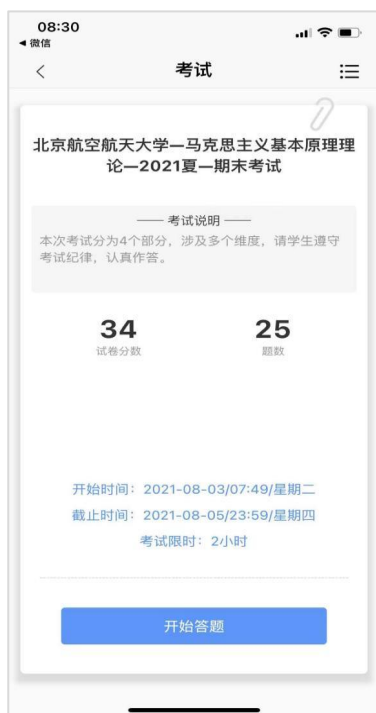 08:30
◀ 微信
考试
北京航空航天大学—马克思主义基本原理理
论—2021夏—期末考试
—— 考试说明 ——
本次考试分为4个部分，涉及多个维度，请学生遵守
考试纪律，认真作答。
34 25
试卷分数 题数
开始时间：2021-08-03/07:49/星期二
截止时间：2021-08-05/23:59/星期四
考试限时：2小时
开始答题